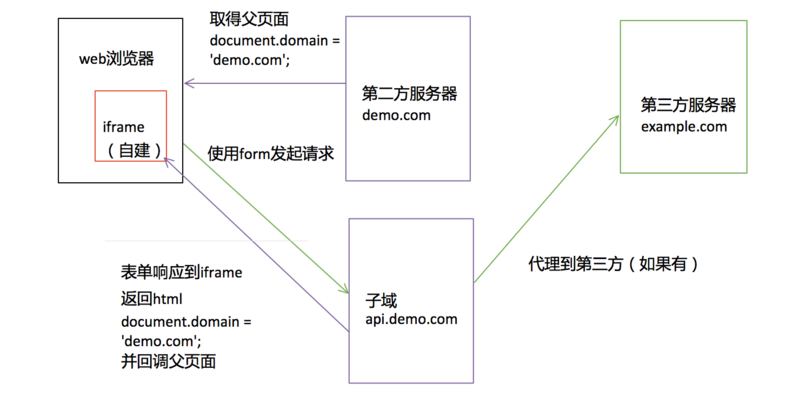 取得父页面
document.domain =
'demo.com';
web浏览器
iframe
（自建）
第二方服务器
demo.com
第三方服务器
example.com
使用form发起请求
表单响应到iframe
返回html
document.domain =
'demo.com';
并回调父页面
子域
api.demo.com
代理到第三方（如果有）